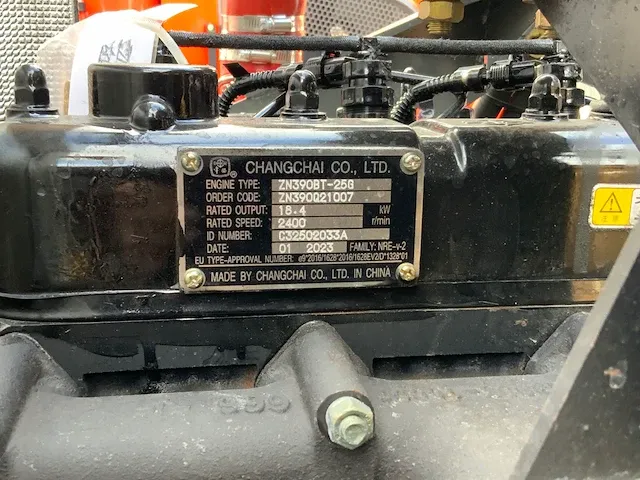 CHANGCHAI CO., LTD.
ENGINE TYPE: ZN390BT-25G
ORDER CODE: ZN390Q21007
RATED OUTPUT: 18.4 kW
RATED SPEED: 2400 r/min
ID NUMBER: C32502033A
DATE: 01 2023 FAMILY: NRE-v-2
EU TYPE-APPROVAL NUMBER: e9*2016/1628*2016/1628EV2/D*1328*01
MADE BY CHANGCHAI CO., LTD. IN CHINA